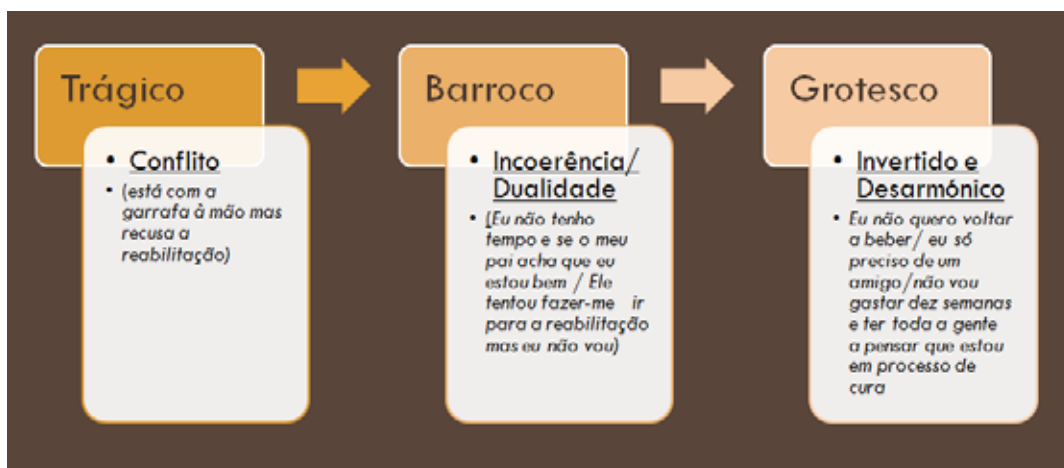 Trágico
• Conflito
• (está com a
garrafa à mão mas
recusa a
reabilitação)
Barroco
• Incoerência/
Dualidade
• (Eu não tenho
tempo e se o meu
pai acha que eu
estou bem / Ele
tentou fazer-me ir
para a reabilitação
mas eu não vou)
Grotesco
• Invertido e
Desarmónico
• Eu não quero voltar
a beber/ eu só
preciso de um
amigo/não vou
gastar dez semanas
e ter toda a gente
a pensar que estou
em processo de
cura